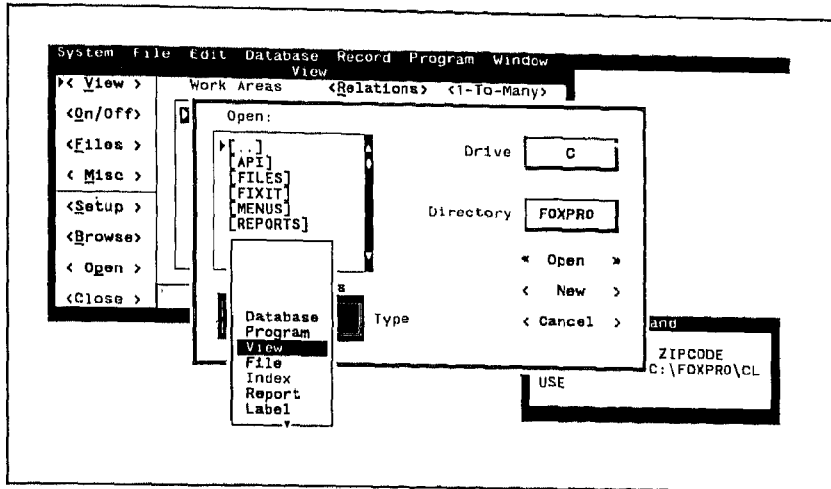 System File Edit Database Record Program Window
View
< View >
Work Areas <Relations> <1-To-Many>
<On/Off>
<Files>
< Misc >
<Setup >
<Browse>
< Open >
<Close >
Open:
[..]
[API]
[FILES]
[FIXIT]
[MENUS]
[REPORTS]
Drive C
Directory FOXPRO
« Open »
< New >
< Cancel >
s
Database
Program
View
File
Index
Report
Label
Type
and
ZIPCODE
C:\FOXPRO\CL
USE